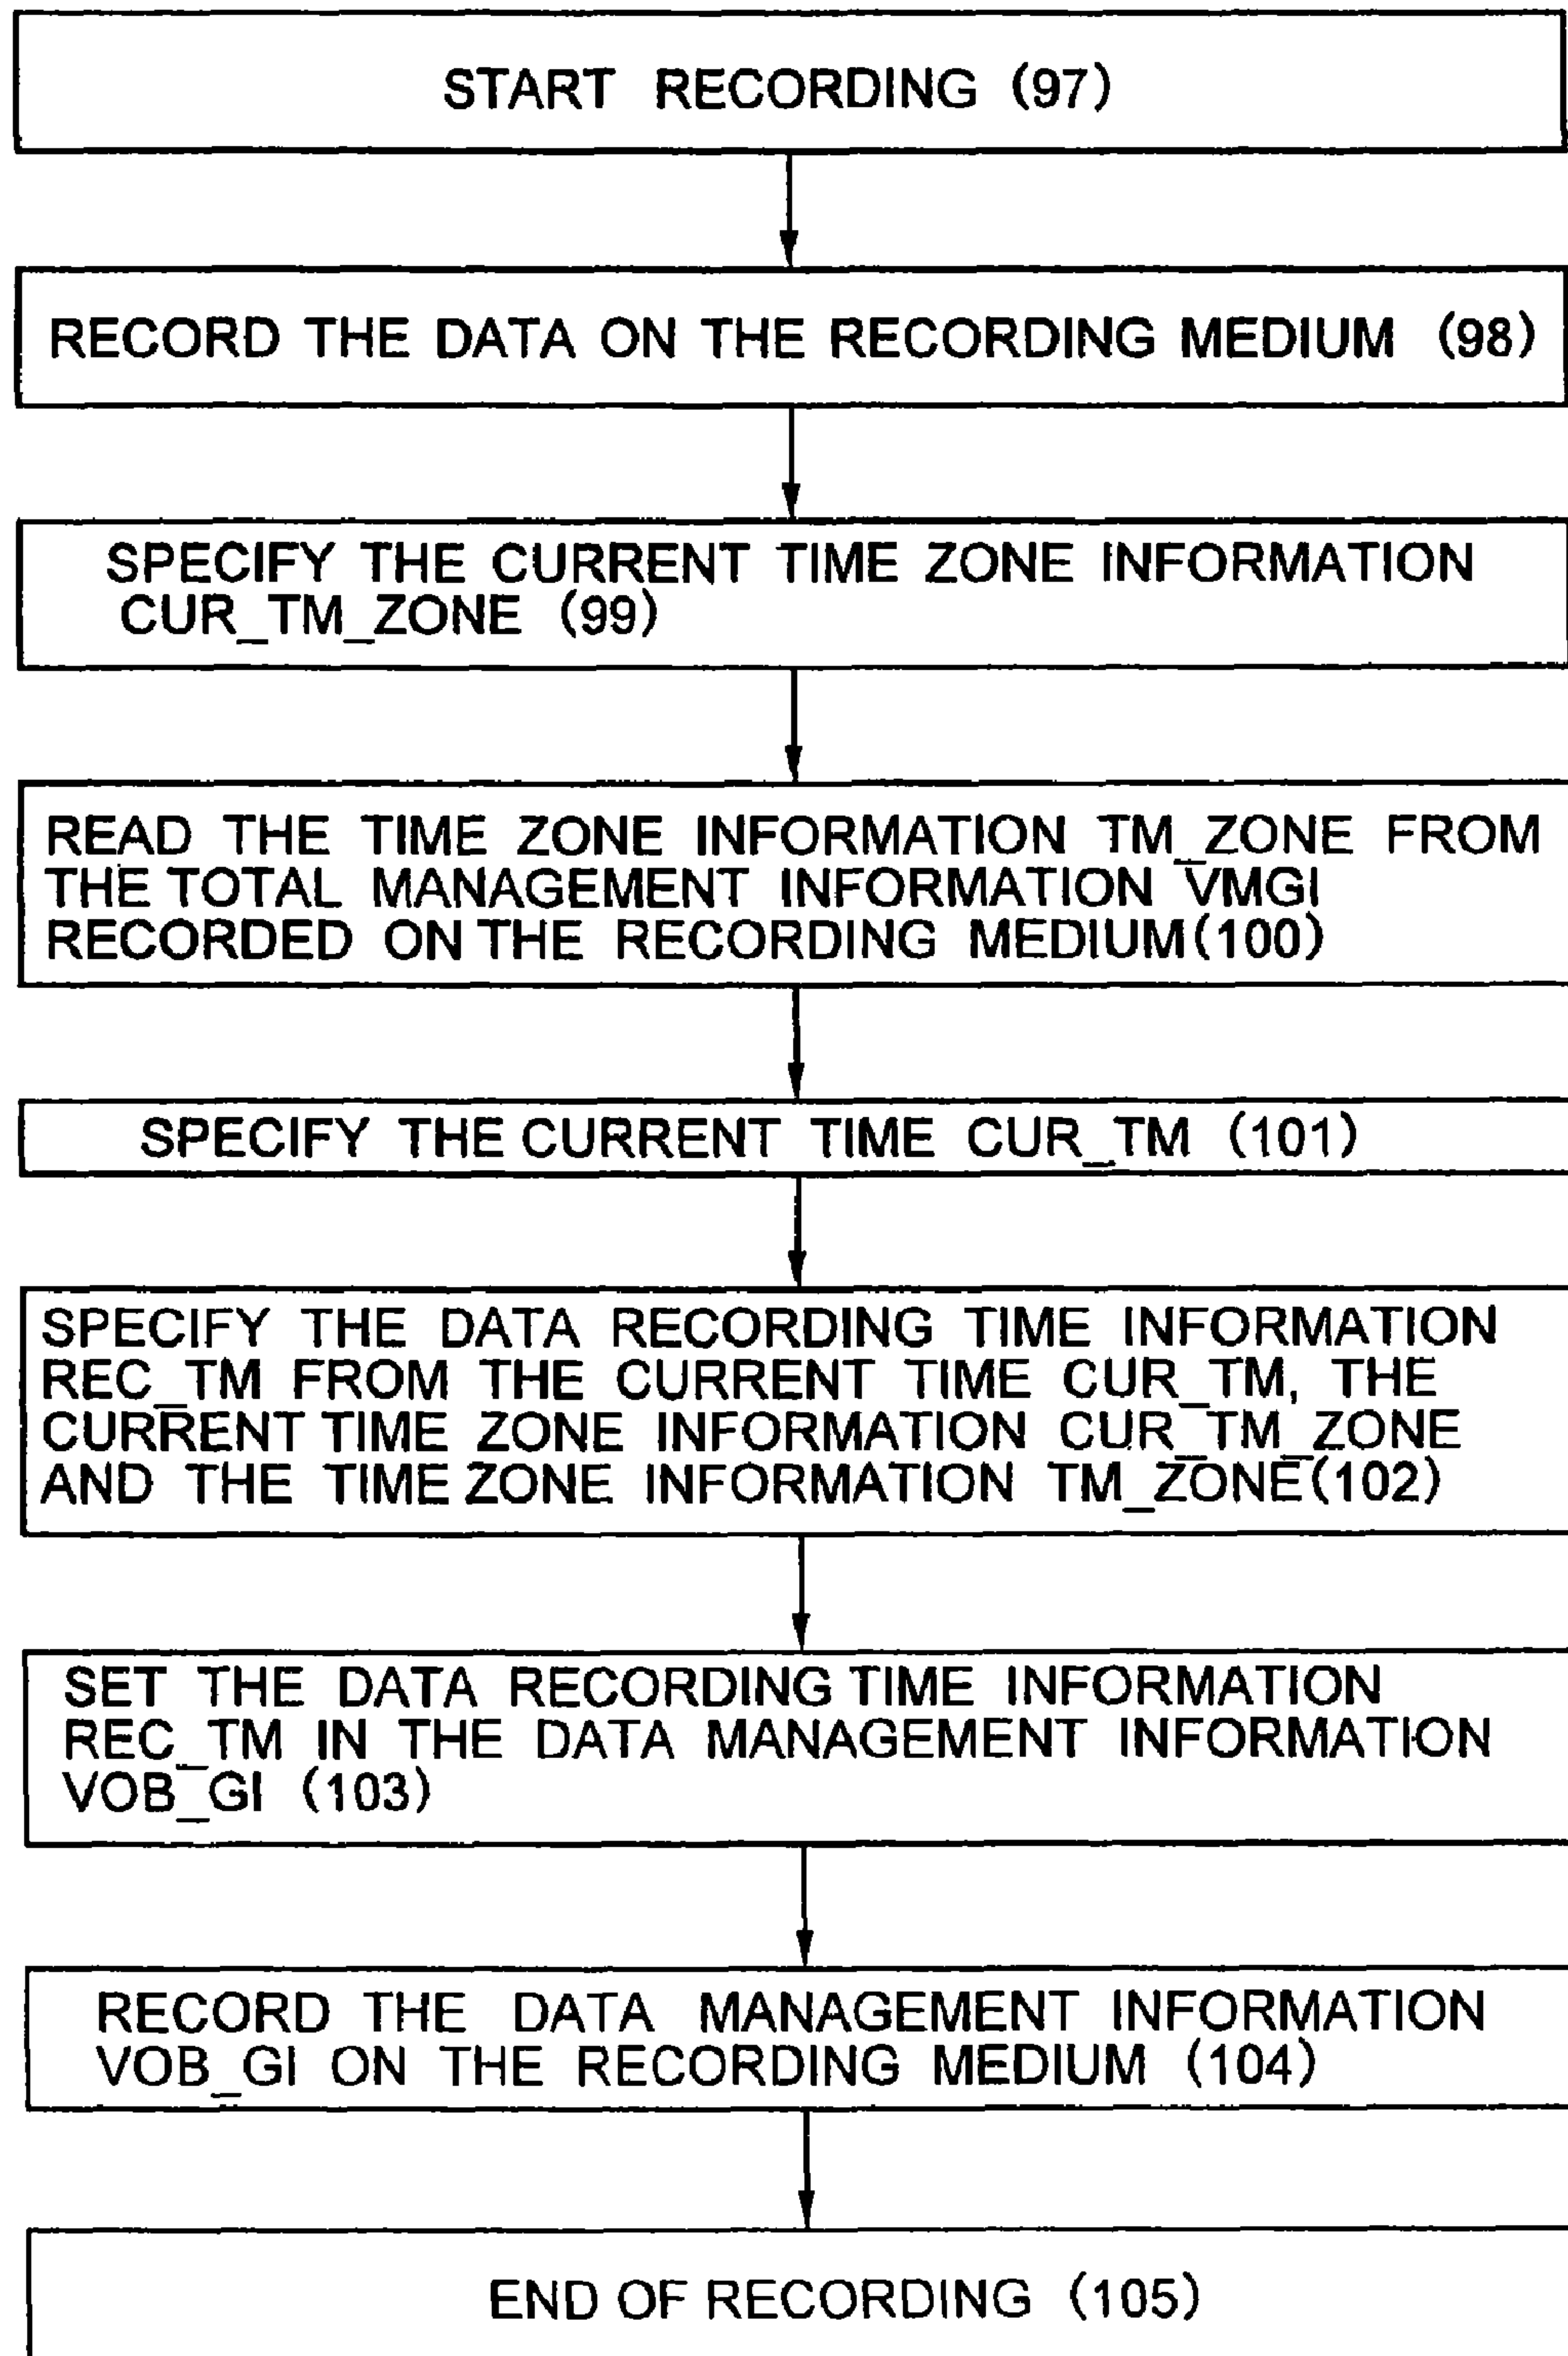 START RECORDING (97)
RECORD THE DATA ON THE RECORDING MEDIUM (98)
SPECIFY THE CURRENT TIME ZONE INFORMATION
CUR_TM_ZONE (99)
READ THE TIME ZONE INFORMATION TM_ZONE FROM
THE TOTAL MANAGEMENT INFORMATION VMGI
RECORDED ON THE RECORDING MEDIUM(100)
SPECIFY THE CURRENT TIME CUR_TM (101)
SPECIFY THE DATA RECORDING TIME INFORMATION
REC_TM FROM THE CURRENT TIME CUR_TM, THE
CURRENT TIME ZONE INFORMATION CUR_TM_ZONE
AND THE TIME ZONE INFORMATION TM_ZONE(102)
SET THE DATA RECORDING TIME INFORMATION
REC_TM IN THE DATA MANAGEMENT INFORMATION
VOB_GI (103)
RECORD THE DATA MANAGEMENT INFORMATION
VOB_GI ON THE RECORDING MEDIUM (104)
END OF RECORDING (105)